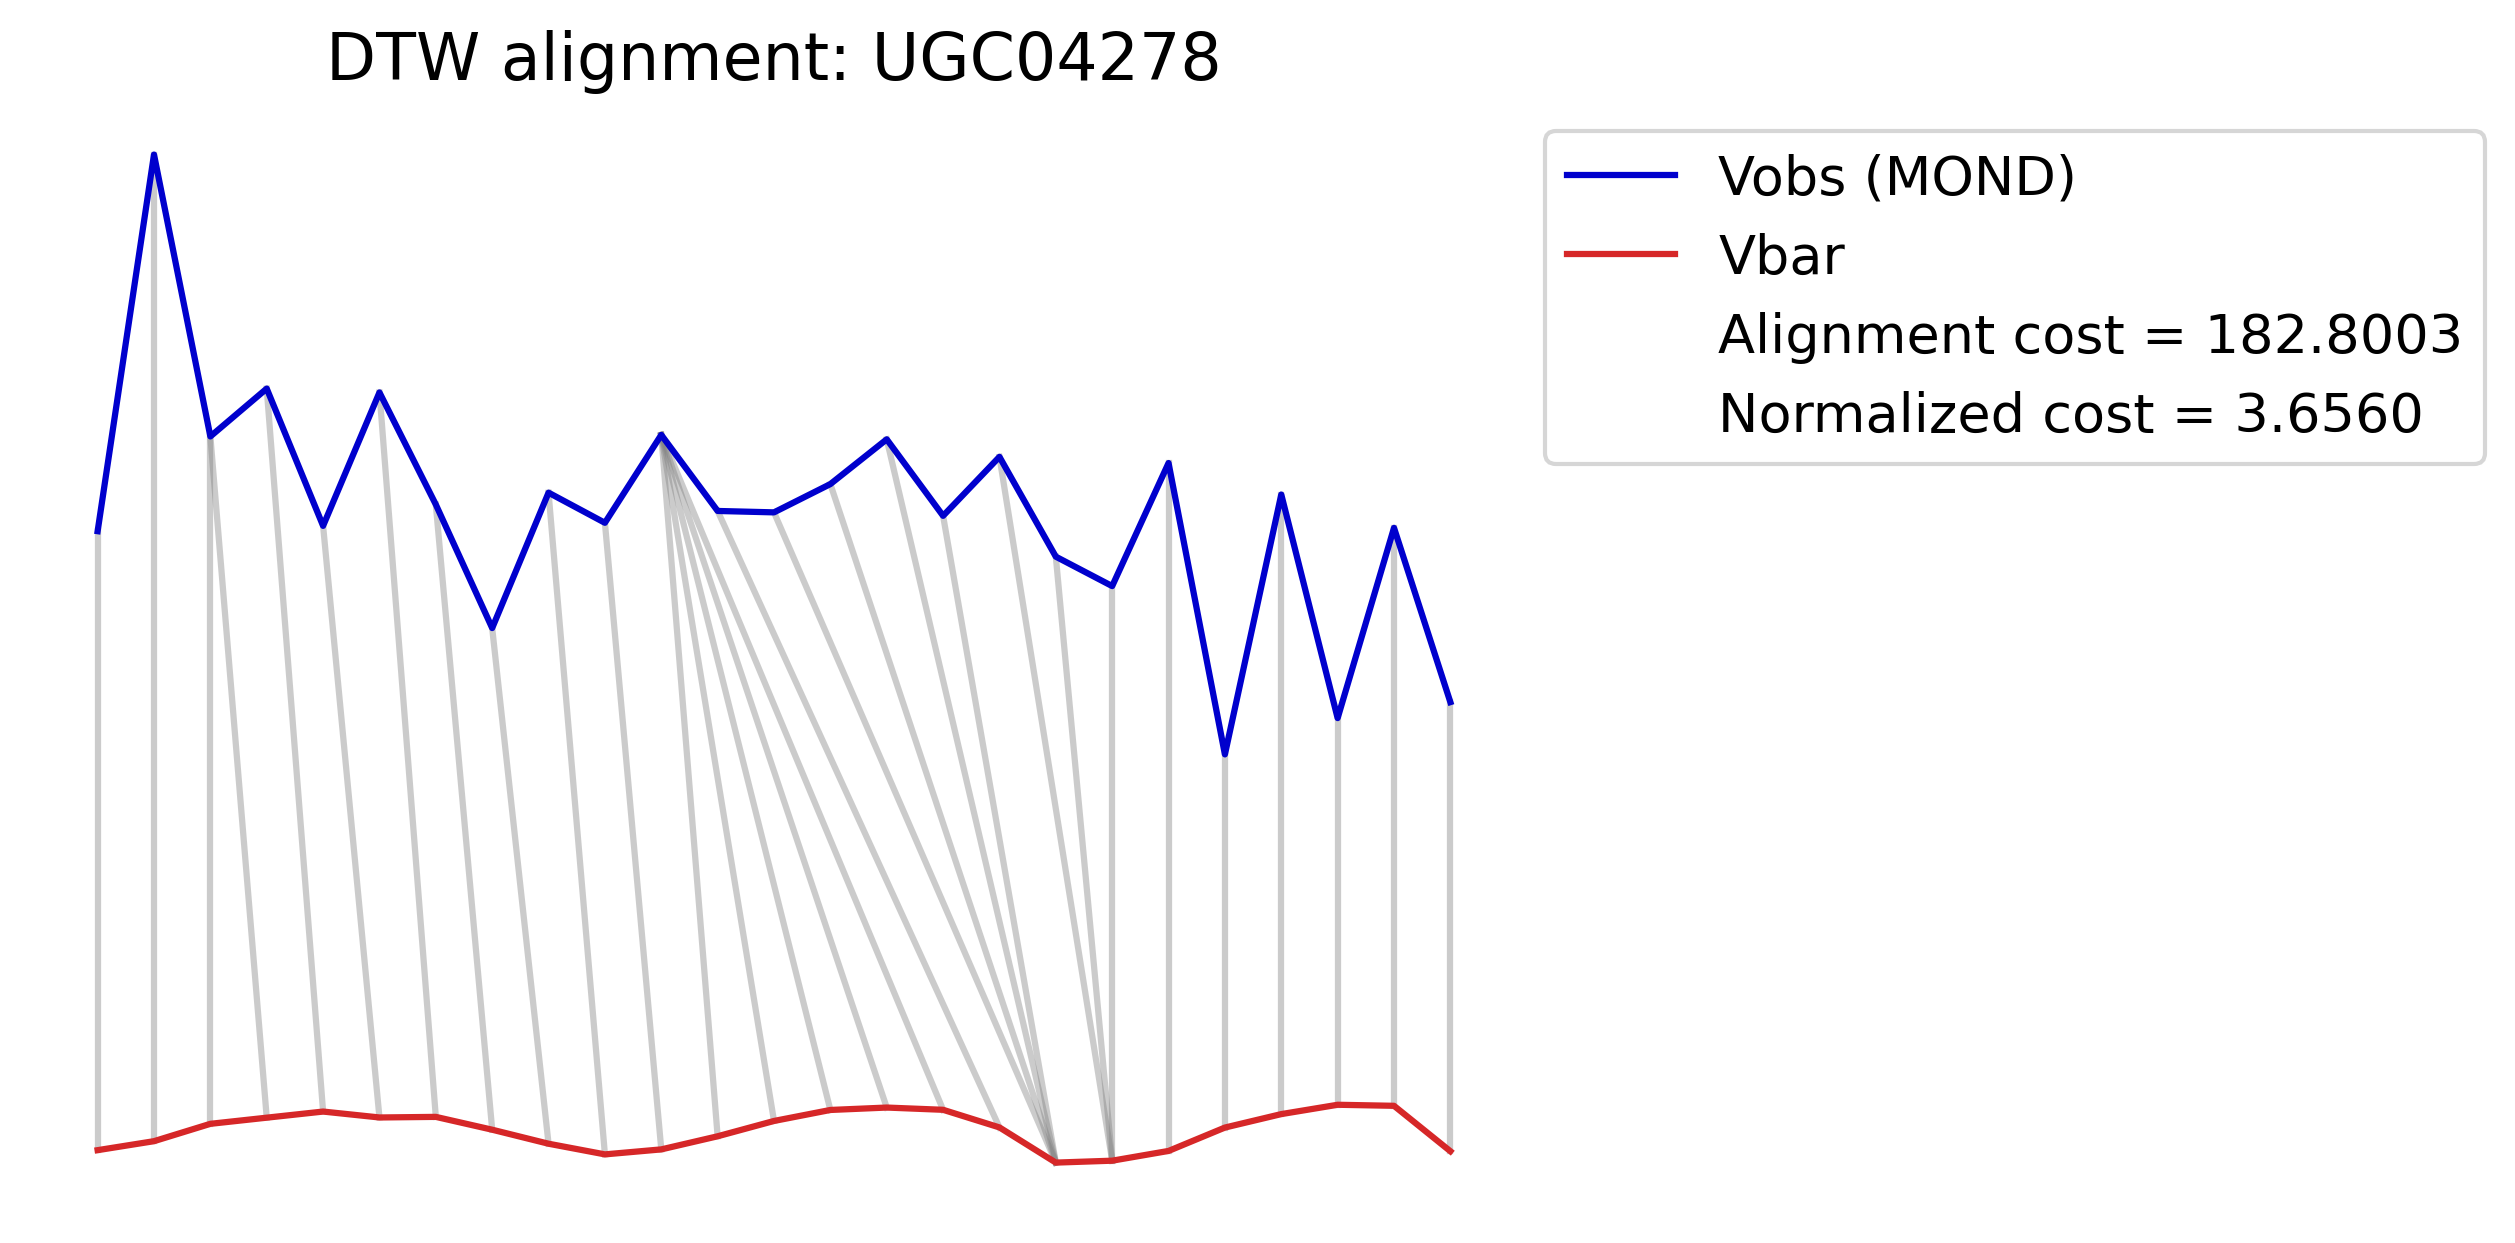 DTW alignment: UGC04278
Vobs (MOND)
Vbar
Alignment cost = 182.8003
Normalized cost = 3.6560